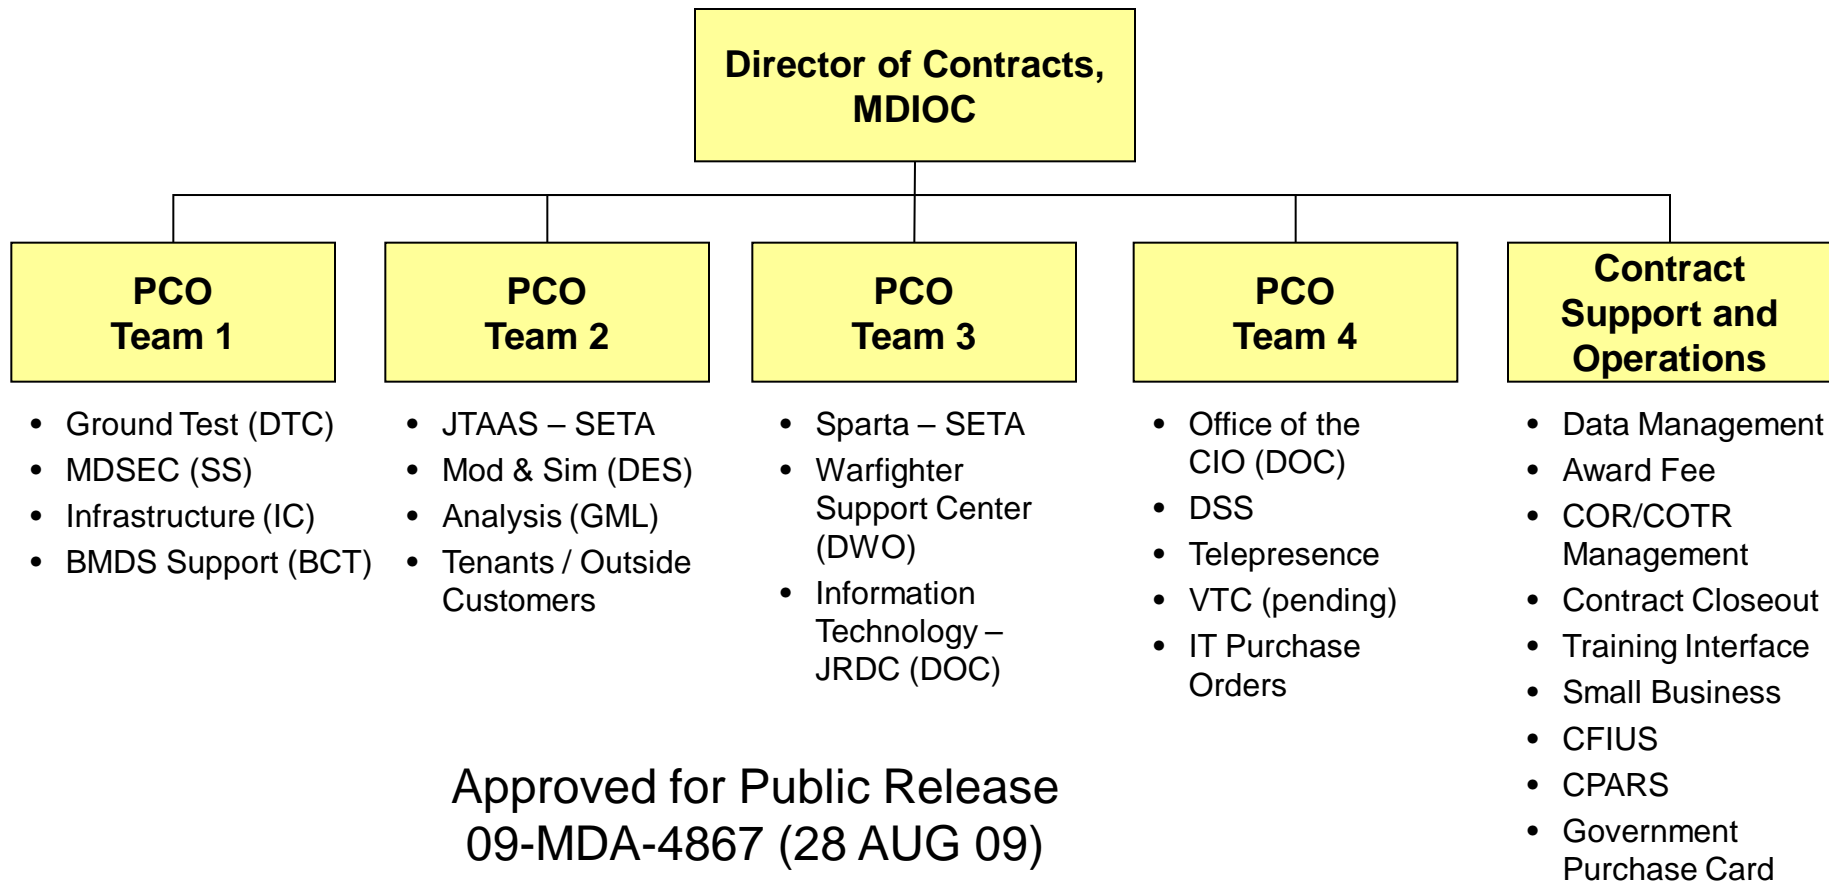 Director of Contracts,
MDIOC
PCO
Team 1
PCO
Team 2
PCO
Team 3
PCO
Team 4
Contract
Support and
Operations
• Ground Test (DTC)
• MDSEC (SS)
• Infrastructure (IC)
• BMDS Support (BCT)
• JTAAS – SETA
• Mod & Sim (DES)
• Analysis (GML)
• Tenants / Outside
Customers
• Sparta – SETA
• Warfighter
Support Center
(DWO)
• Information
Technology –
JRDC (DOC)
• Office of the
CIO (DOC)
• DSS
• Telepresence
• VTC (pending)
• IT Purchase
Orders
• Data Management
• Award Fee
• COR/COTR
Management
• Contract Closeout
• Training Interface
• Small Business
• CFIUS
• CPARS
• Government
Purchase Card
Approved for Public Release
09-MDA-4867 (28 AUG 09)